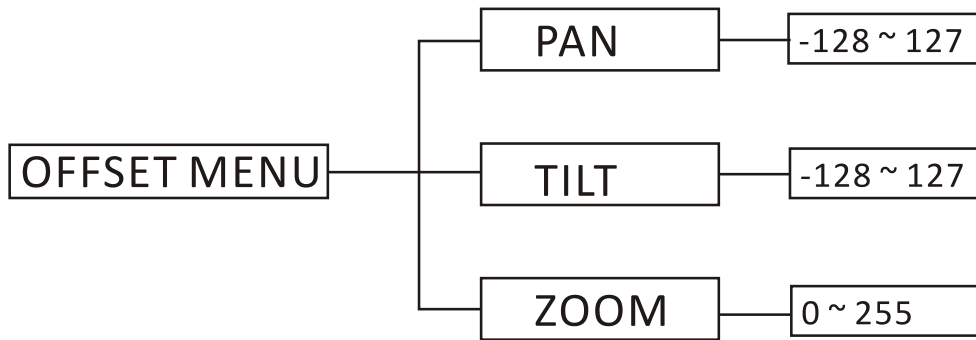 PAN
-128 ~ 127
OFFSET MENU
TILT
-128 ~ 127
ZOOM
0 ~ 255